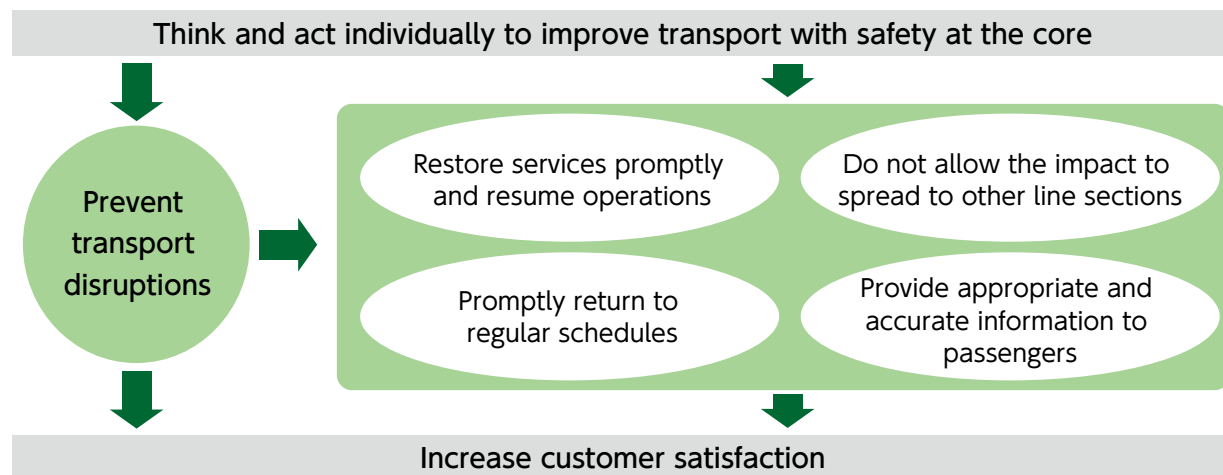 Think and act individually to improve transport with safety at the core
Prevent
transport
disruptions
Restore services promptly
and resume operations
Do not allow the impact to
spread to other line sections
Promptly return to
regular schedules
Provide appropriate and
accurate information to
passengers
Increase customer satisfaction